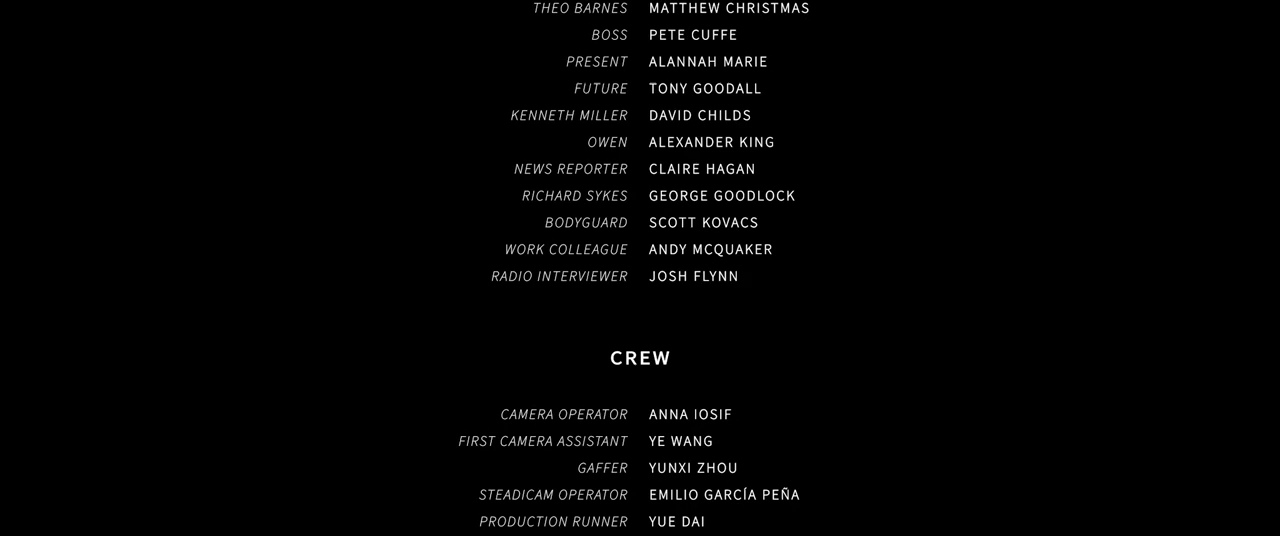 THEO BARNES MATTHEW CHRISTMAS
BOSS PETE CUFFE
PRESENT ALANNAH MARIE
FUTURE TONY GOODALL
KENNETH MILLER DAVID CHILDS
OWEN ALEXANDER KING
NEWS REPORTER CLAIRE HAGAN
RICHARD SYKES GEORGE GOODLOCK
BODYGUARD SCOTT KOVACS
WORK COLLEAGUE ANDY MCQUAKER
RADIO INTERVIEWER JOSH FLYNN
CREW
CAMERA OPERATOR ANNA IOSIF
FIRST CAMERA ASSISTANT YE WANG
GAFFER YUNXI ZHOU
STEADICAM OPERATOR EMILIO GARCÍA PEÑA
PRODUCTION RUNNER YUE DAI